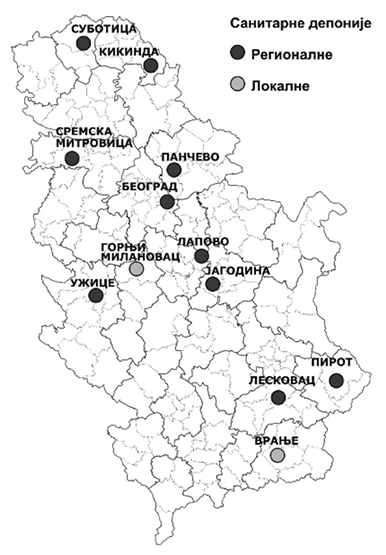 Санитарне депоније
Регионалне
Локалне
СУБОТИЦА
КИКИНДА
СРЕМСКА
МИТРОВИЦА
ПАНЧЕВО
БЕОГРАД
ГОРЊИ
МИЛАНОВАЦ
ЛАПОВО
ЈАГОДИНА
УЖИЦЕ
ПИРОТ
ЛЕСКОВАЦ
ВРАЊЕ